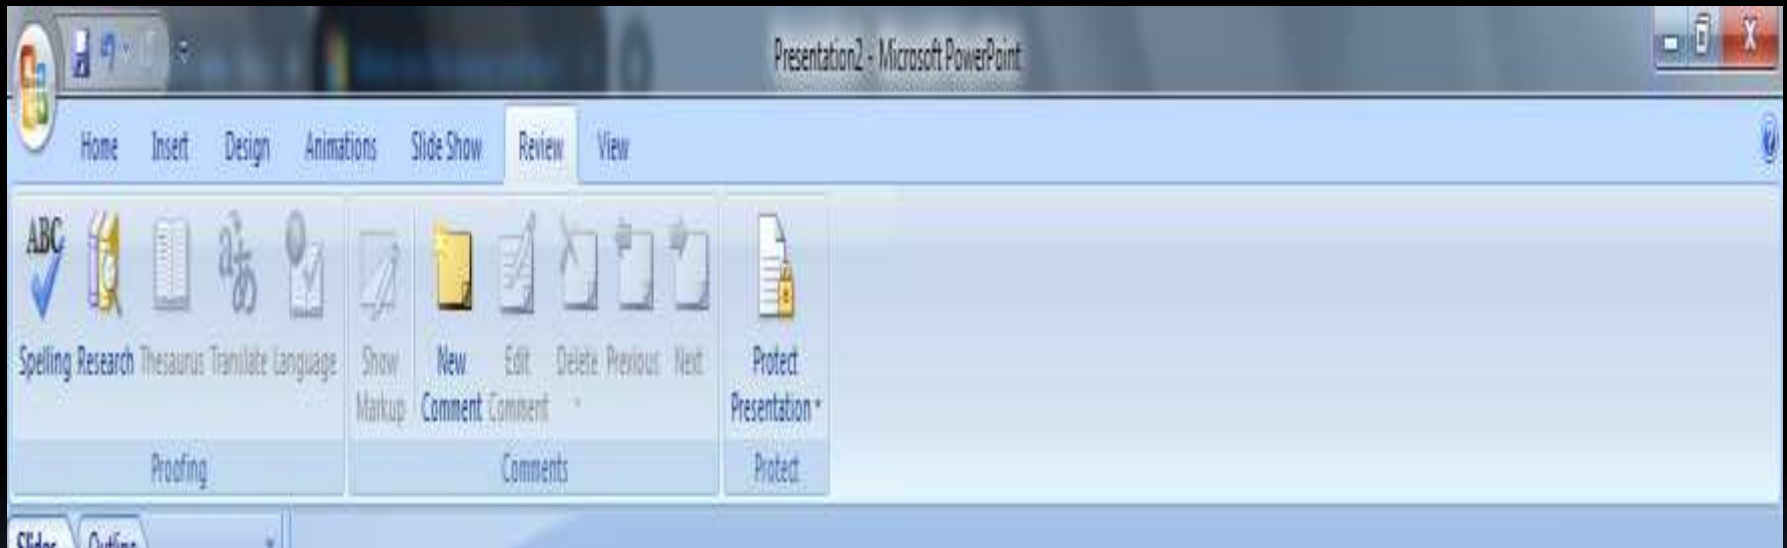 Presentation2 - Microsoft PowerPoint
Home Insert Design Animations Slide Show Review View
ABC
Spelling Research Thesaurus Translate Language Show Markup New Comment Edit Comment Delete Previous Next Protect Presentation
Proofing Comments Protect
Slides Outline